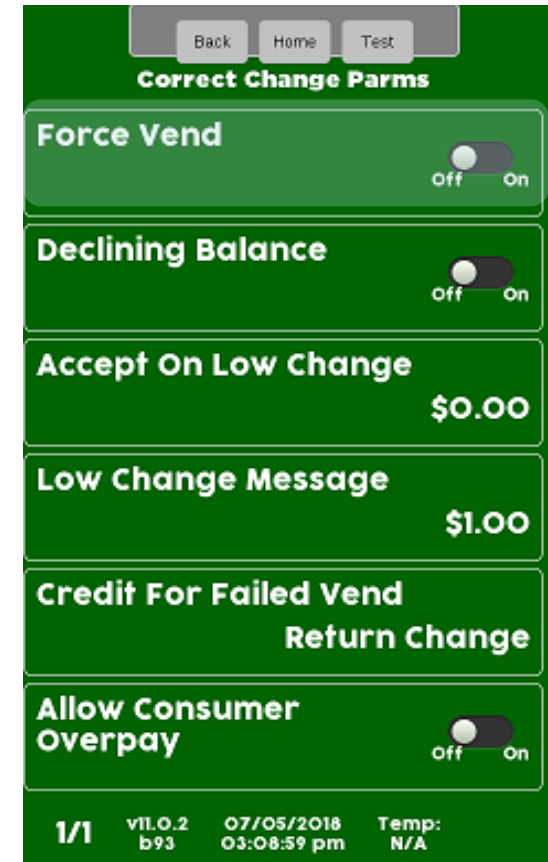 Back Home Test
Correct Change Parms
Force Vend
Off On
Declining Balance
Off On
Accept On Low Change
$0.00
Low Change Message
$1.00
Credit For Failed Vend
Return Change
Allow Consumer
Overpay
Off On
1/1 v11.0.2 07/05/2018 Temp:
b93 03:08:59 pm N/A